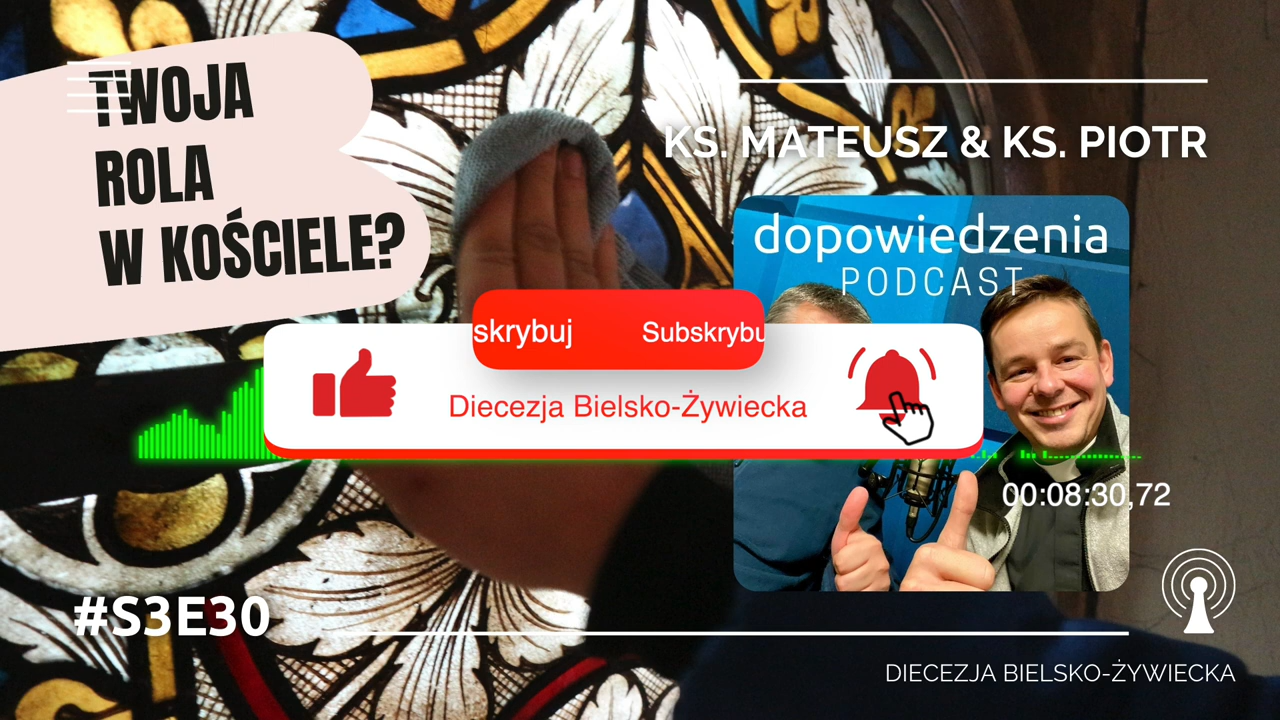 TWOJA
ROLA
W KOŚCIELE?
KS. MATEUSZ & KS. PIOTR
dopowiedzenia
PODCAST
skrybuj Subskrybu
Diecezja Bielsko-Żywiecka
00:08:30,72
#S3E30
DIECEZJA BIELSKO-ŻYWIECKA